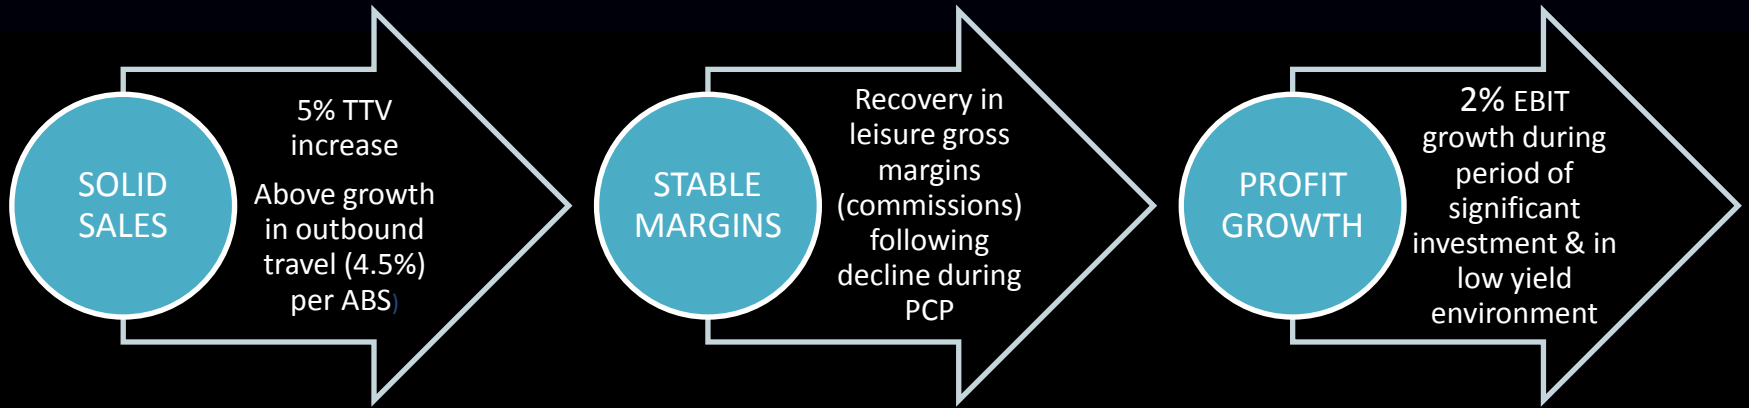 SOLID
SALES
5% TTV
increase
Above growth
in outbound
travel (4.5%)
per ABS)
STABLE
MARGINS
Recovery in
leisure gross
margins
(commissions)
following
decline during
PCP
PROFIT
GROWTH
2% EBIT
growth during
period of
significant
investment & in
low yield
environment